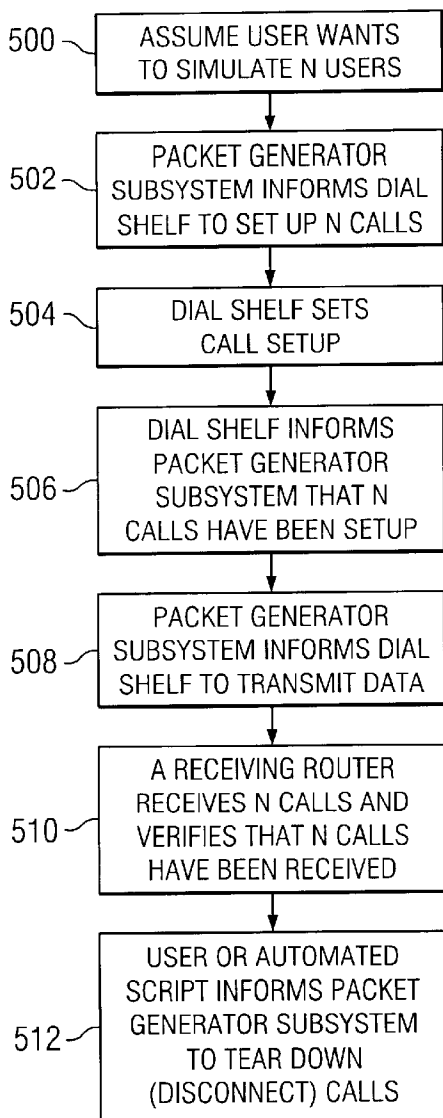 500
ASSUME USER WANTS
TO SIMULATE N USERS
502
PACKET GENERATOR
SUBSYSTEM INFORMS DIAL
SHELF TO SET UP N CALLS
504
DIAL SHELF SETS
CALL SETUP
506
DIAL SHELF INFORMS
PACKET GENERATOR
SUBSYSTEM THAT N
CALLS HAVE BEEN SETUP
508
PACKET GENERATOR
SUBSYSTEM INFORMS DIAL
SHELF TO TRANSMIT DATA
510
A RECEIVING ROUTER
RECEIVES N CALLS AND
VERIFIES THAT N CALLS
HAVE BEEN RECEIVED
512
USER OR AUTOMATED
SCRIPT INFORMS PACKET
GENERATOR SUBSYSTEM
TO TEAR DOWN
(DISCONNECT) CALLS